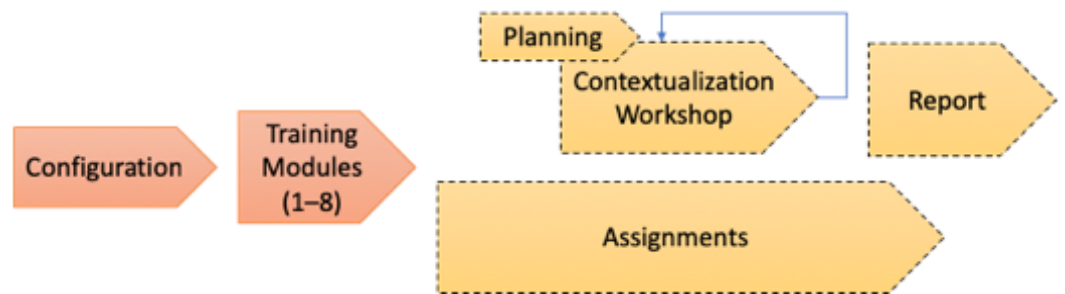 Configuration
Training
Modules
(1–8)
Planning
Contextualization
Workshop
Report
Assignments